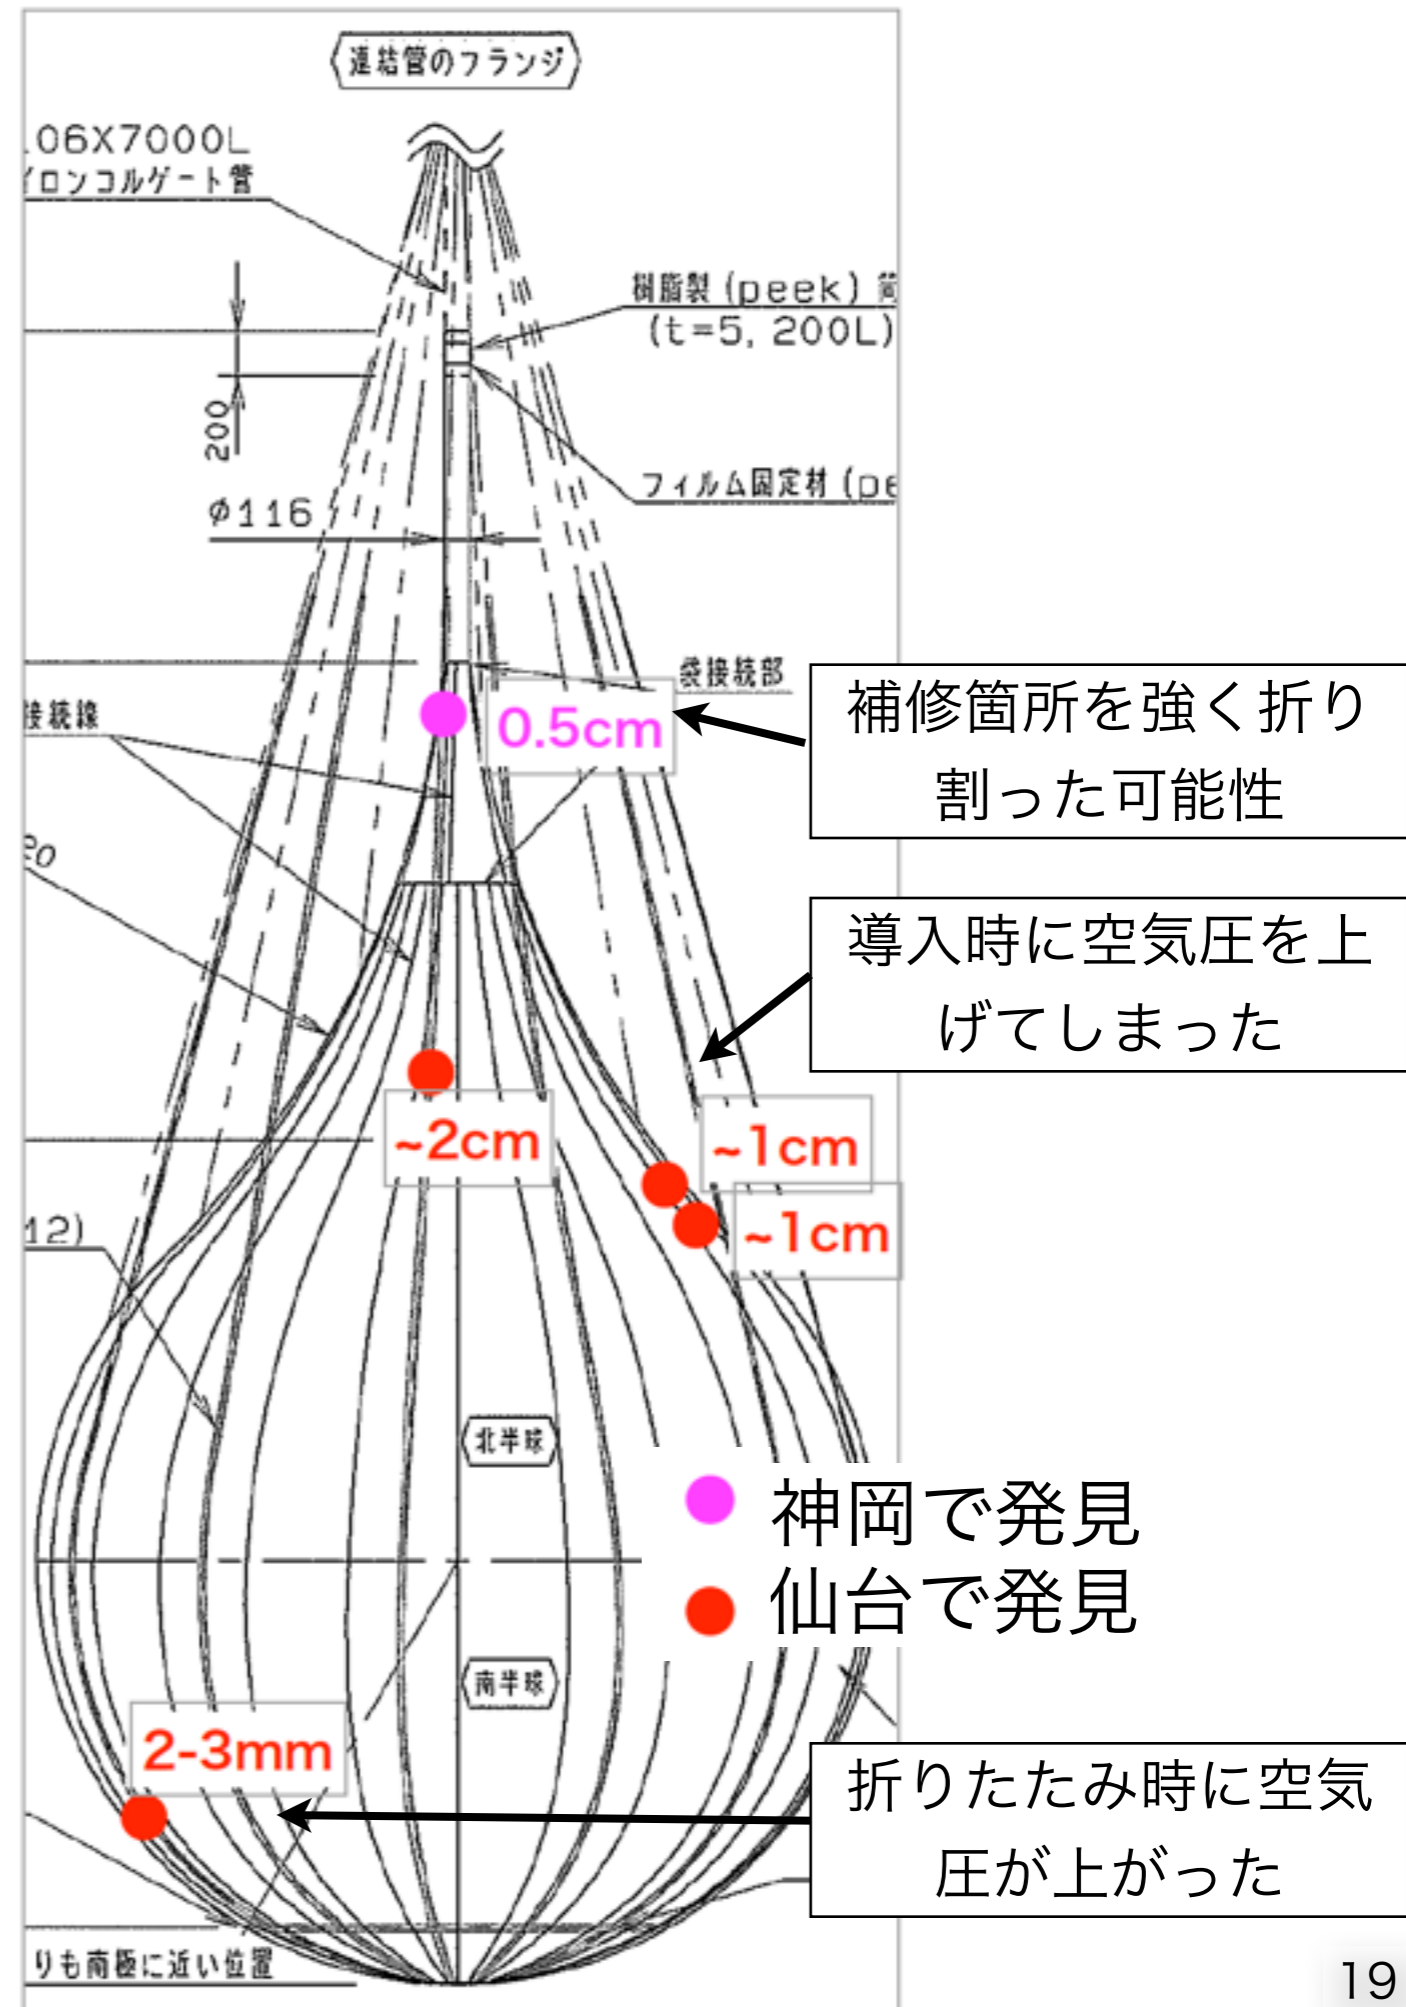 連結管のフランジ
.06X7000L
イロンコルゲート管
樹脂製 (peek) 筒
(t=5, 200L)
200
フィルム固定材 (pe
φ116
袋接続部
接続線
0.5cm
補修箇所を強く折り
割った可能性
20
導入時に空気圧を上
げてしまった
~2cm
~1cm
~1cm
12)
北半球
神岡で発見
仙台で発見
南半球
2-3mm
折りたたみ時に空気
圧が上がった
りも南極に近い位置
19